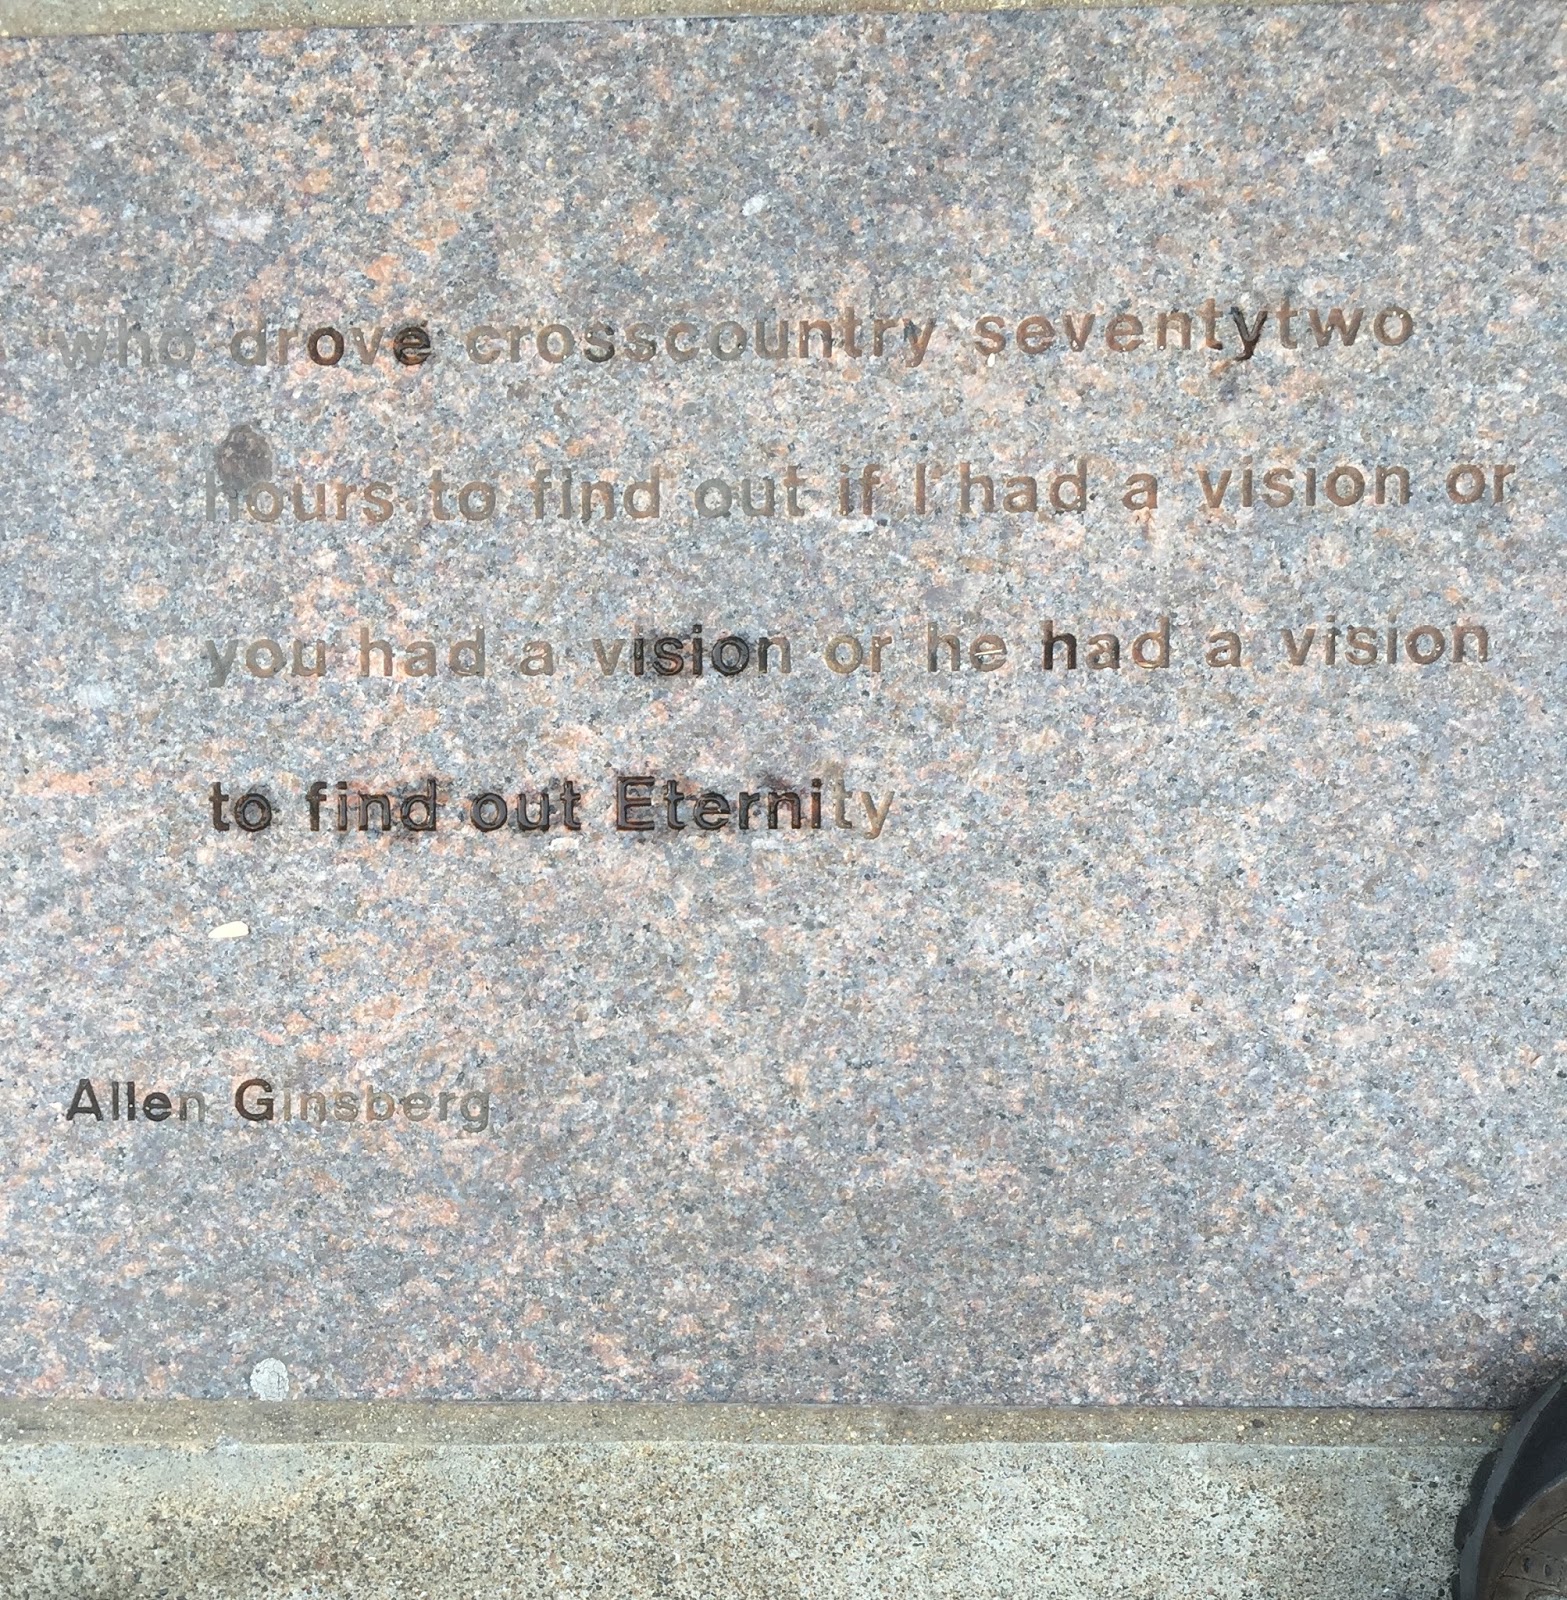 who drove crosscountry seventytwo
hours to find out if I had a vision or
you had a vision or he had a vision
to find out Eternity
Allen Ginsberg